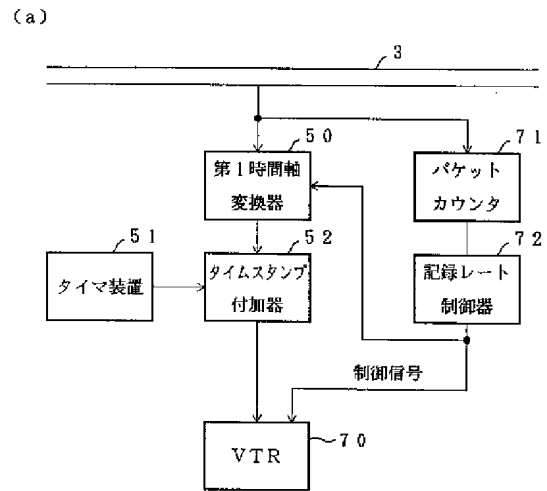 (a)
3
50
第1時間軸
変換器
71
パケット
カウンタ
51
タイマ装置
52
タイムスタンプ
付加器
72
記録レート
制御器
制御信号
70
VTR